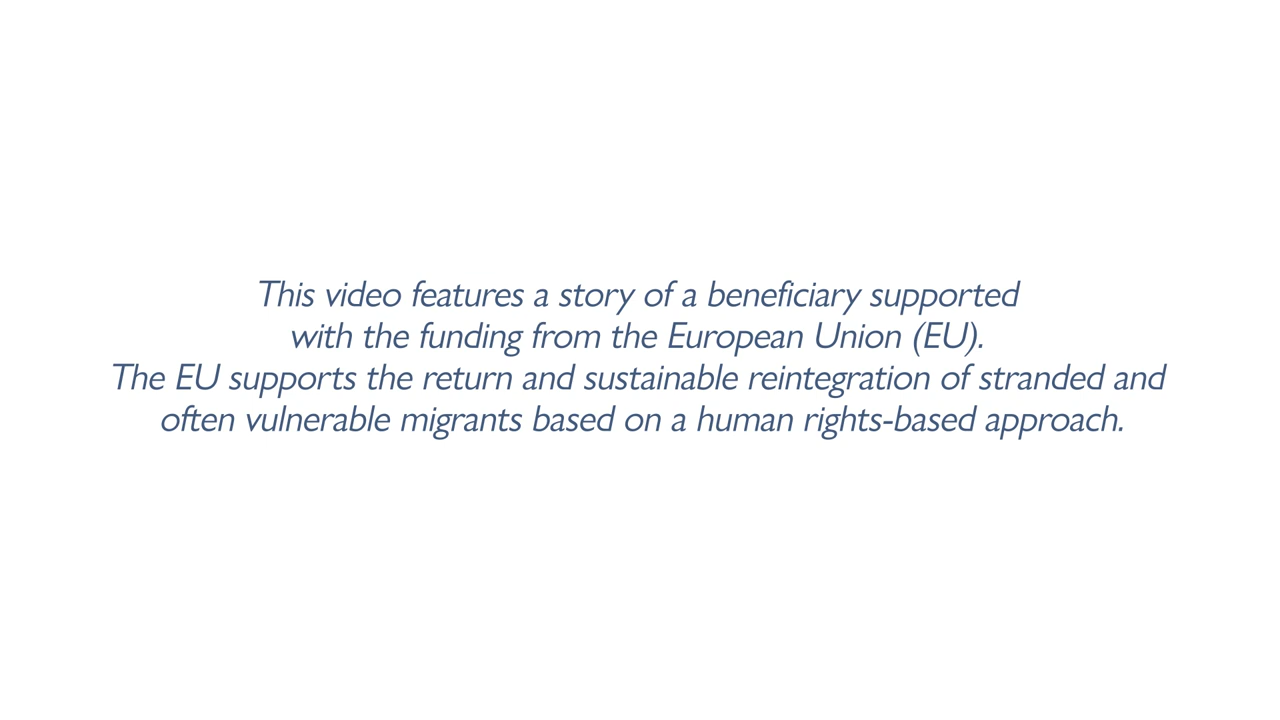 This video features a story of a beneficiary supported
with the funding from the European Union (EU).
The EU supports the return and sustainable reintegration of stranded and
often vulnerable migrants based on a human rights-based approach.